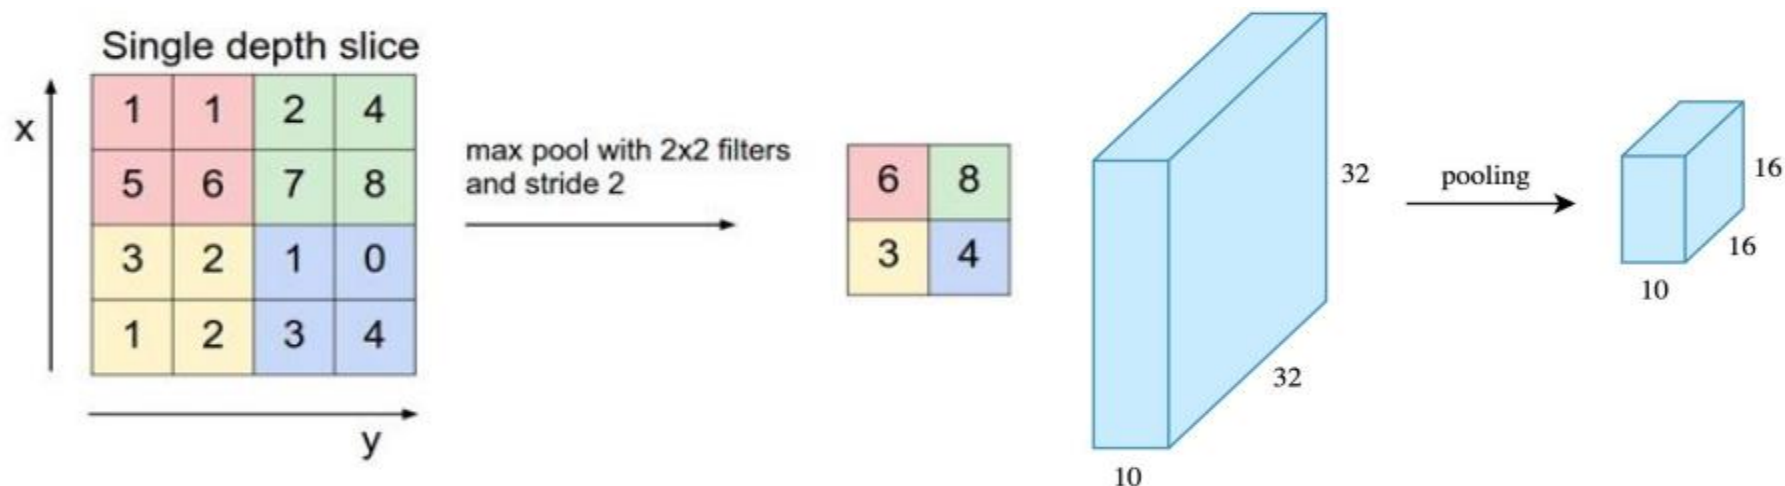 Single depth slice
x
1 1 2 4
5 6 7 8
3 2 1 0
1 2 3 4
y
max pool with 2x2 filters
and stride 2
6 8
3 4
32
32
10
pooling
16
16
10